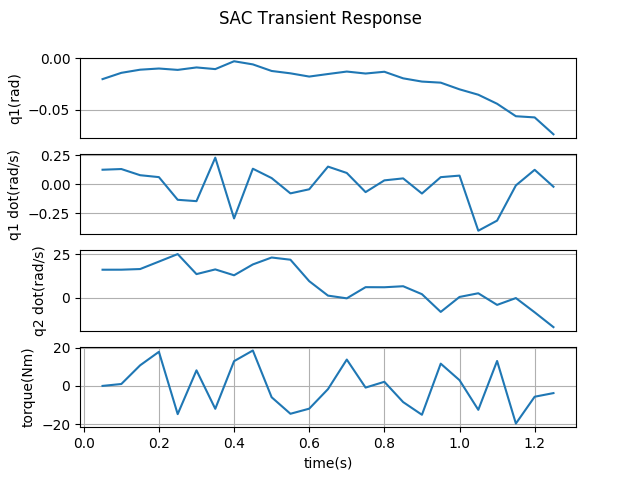 SAC Transient Response
0.00
−0.05
q1(rad)
0.25
0.00
−0.25
q1 dot(rad/s)
25
0
q2 dot(rad/s)
20
0
−20
torque(Nm)
0.0 0.2 0.4 0.6 0.8 1.0 1.2
time(s)